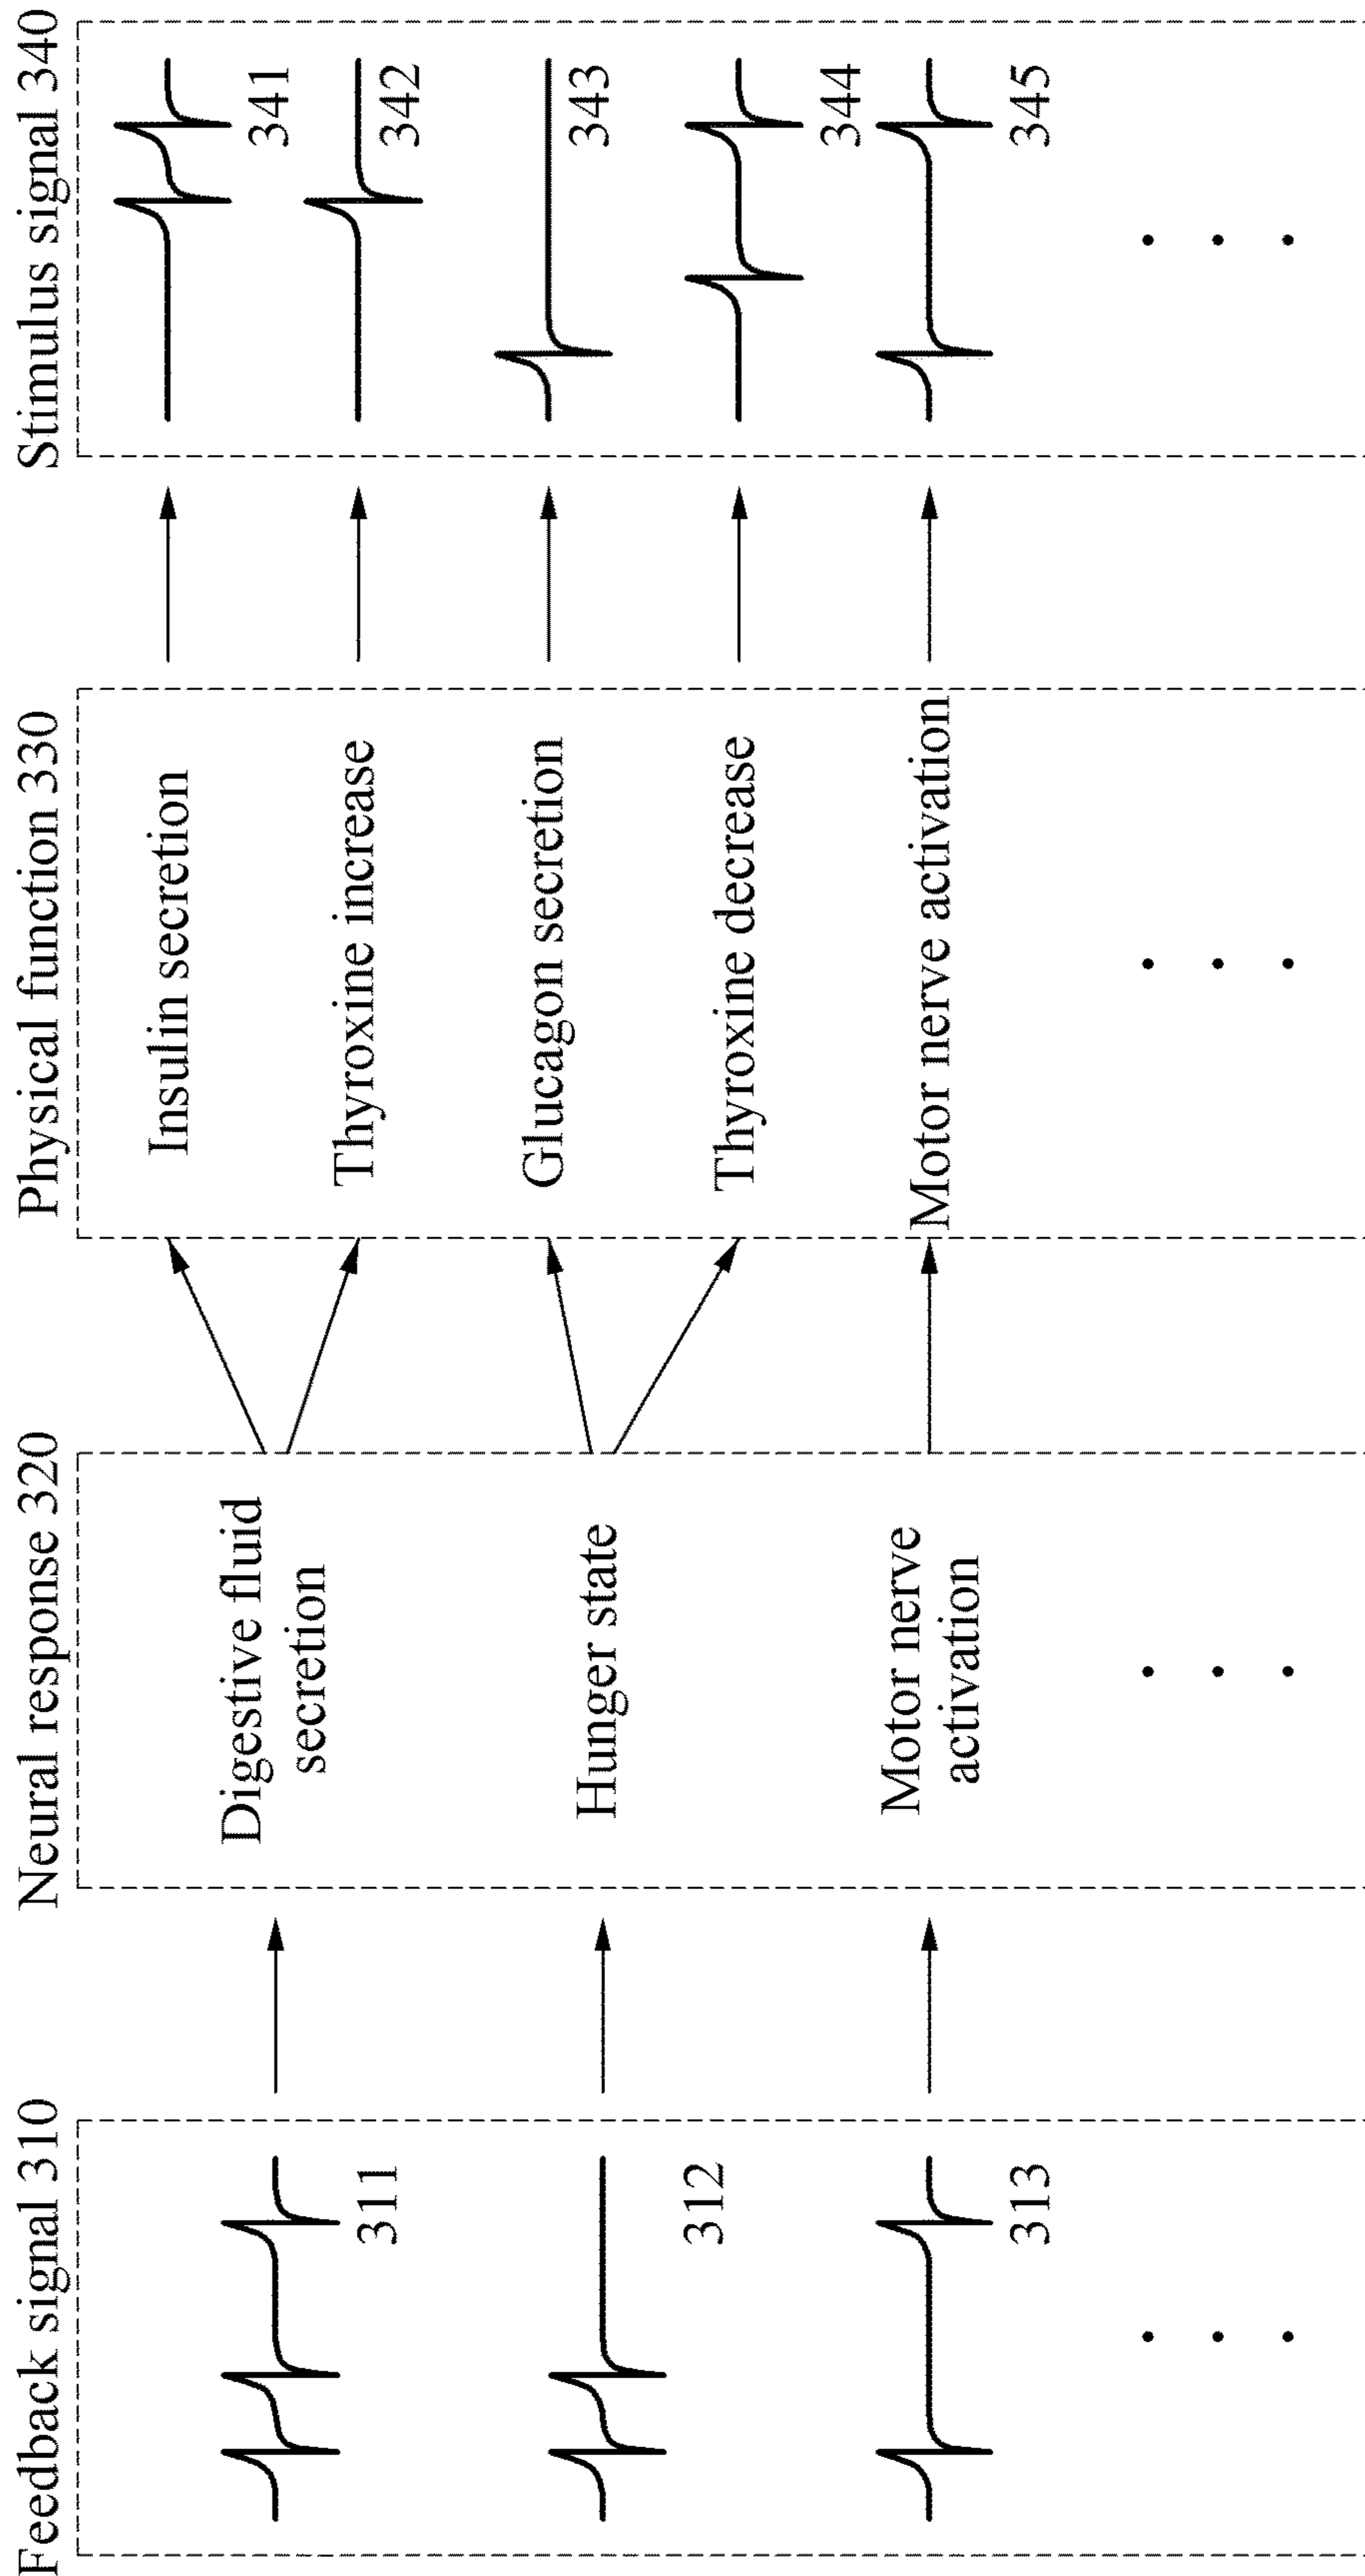 Feedback signal 310
311
312
313
Neural response 320
Digestive fluid
secretion
Hunger state
Motor nerve
activation
Physical function 330
Insulin secretion
Thyroxine increase
Glucagon secretion
Thyroxine decrease
Motor nerve activation
Stimulus signal 340
341
342
343
344
345